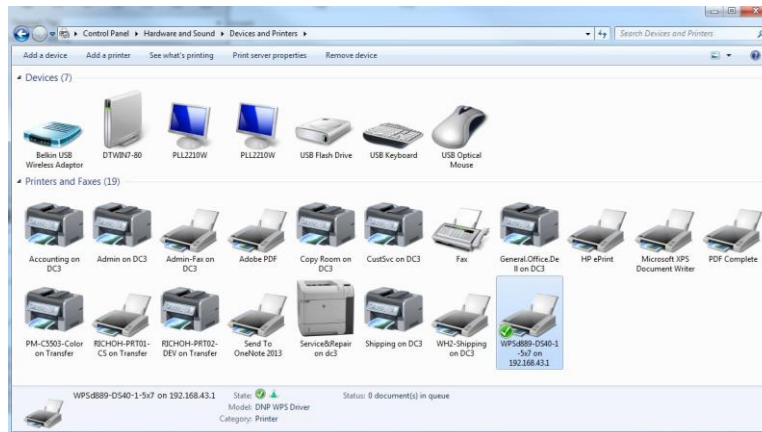 Control Panel ▸ Hardware and Sound ▸ Devices and Printers ▸
Search Devices and Printers
Add a device Add a printer See what's printing Print server properties Remove device
Devices (7)
Belkin USB
Wireless Adaptor
DTWIN7-80
PLL2210W
PLL2210W
USB Flash Drive
USB Keyboard
USB Optical
Mouse
Printers and Faxes (19)
Accounting on
DC3
Admin on DC3
Admin-Fax on
DC3
Adobe PDF
Copy Room on
DC3
CustSvc on DC3
Fax
General.Office.De
ll on DC3
HP ePrint
Microsoft XPS
Document Writer
PDF Complete
PM-C5503-Color
on Transfer
RICHOH-PRT01-
CS on Transfer
RICHOH-PRT02-
DEV on Transfer
Send To
OneNote 2013
Service&Repair
on dc3
Shipping on DC3
WH2-Shipping
on DC3
WPSd889-DS40-1
-5x7 on
192.168.43.1
WPSd889-DS40-1-5x7 on 192.168.43.1
State:
Status: 0 document(s) in queue
Model: DNP WPS Driver
Category: Printer